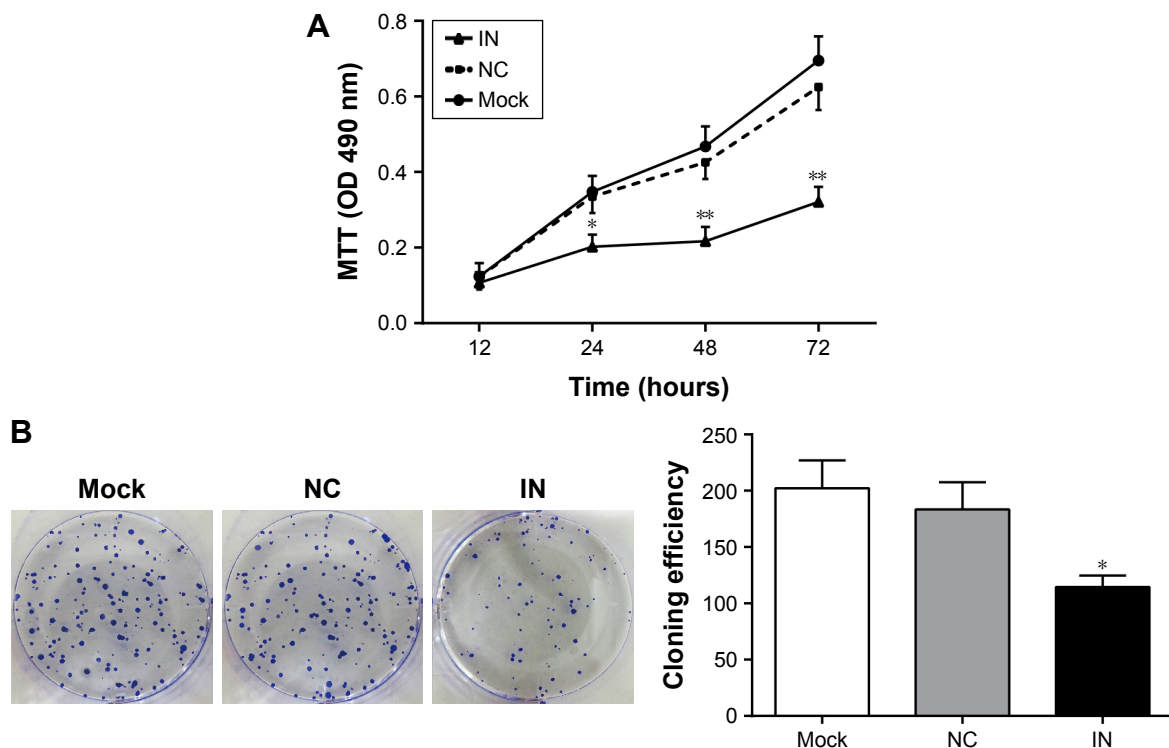 A
IN
NC
Mock
MTT (OD 490 nm)
0.8
0.6
0.4
0.2
0.0
*
**
**
12 24 48 72
Time (hours)
B
Mock NC IN
Cloning efficiency
250
200
150
100
50
0
*
Mock NC IN